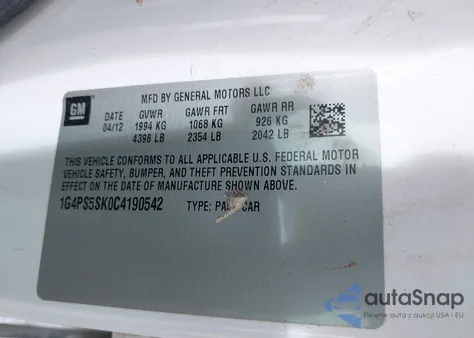 GM
MFD BY GENERAL MOTORS LLC
DATE GVWR GAWR FRT GAWR RR
04/12 1994 KG 1068 KG 926 KG
4396 LB 2354 LB 2042 LB
THIS VEHICLE CONFORMS TO ALL APPLICABLE U.S. FEDERAL MOTOR
VEHICLE SAFETY, BUMPER, AND THEFT PREVENTION STANDARDS IN
EFFECT ON THE DATE OF MANUFACTURE SHOWN ABOVE.
1G4PS5SK0C4190542 TYPE: PASS CAR
autoSnap
Pewne auta z aukcji USA i EU